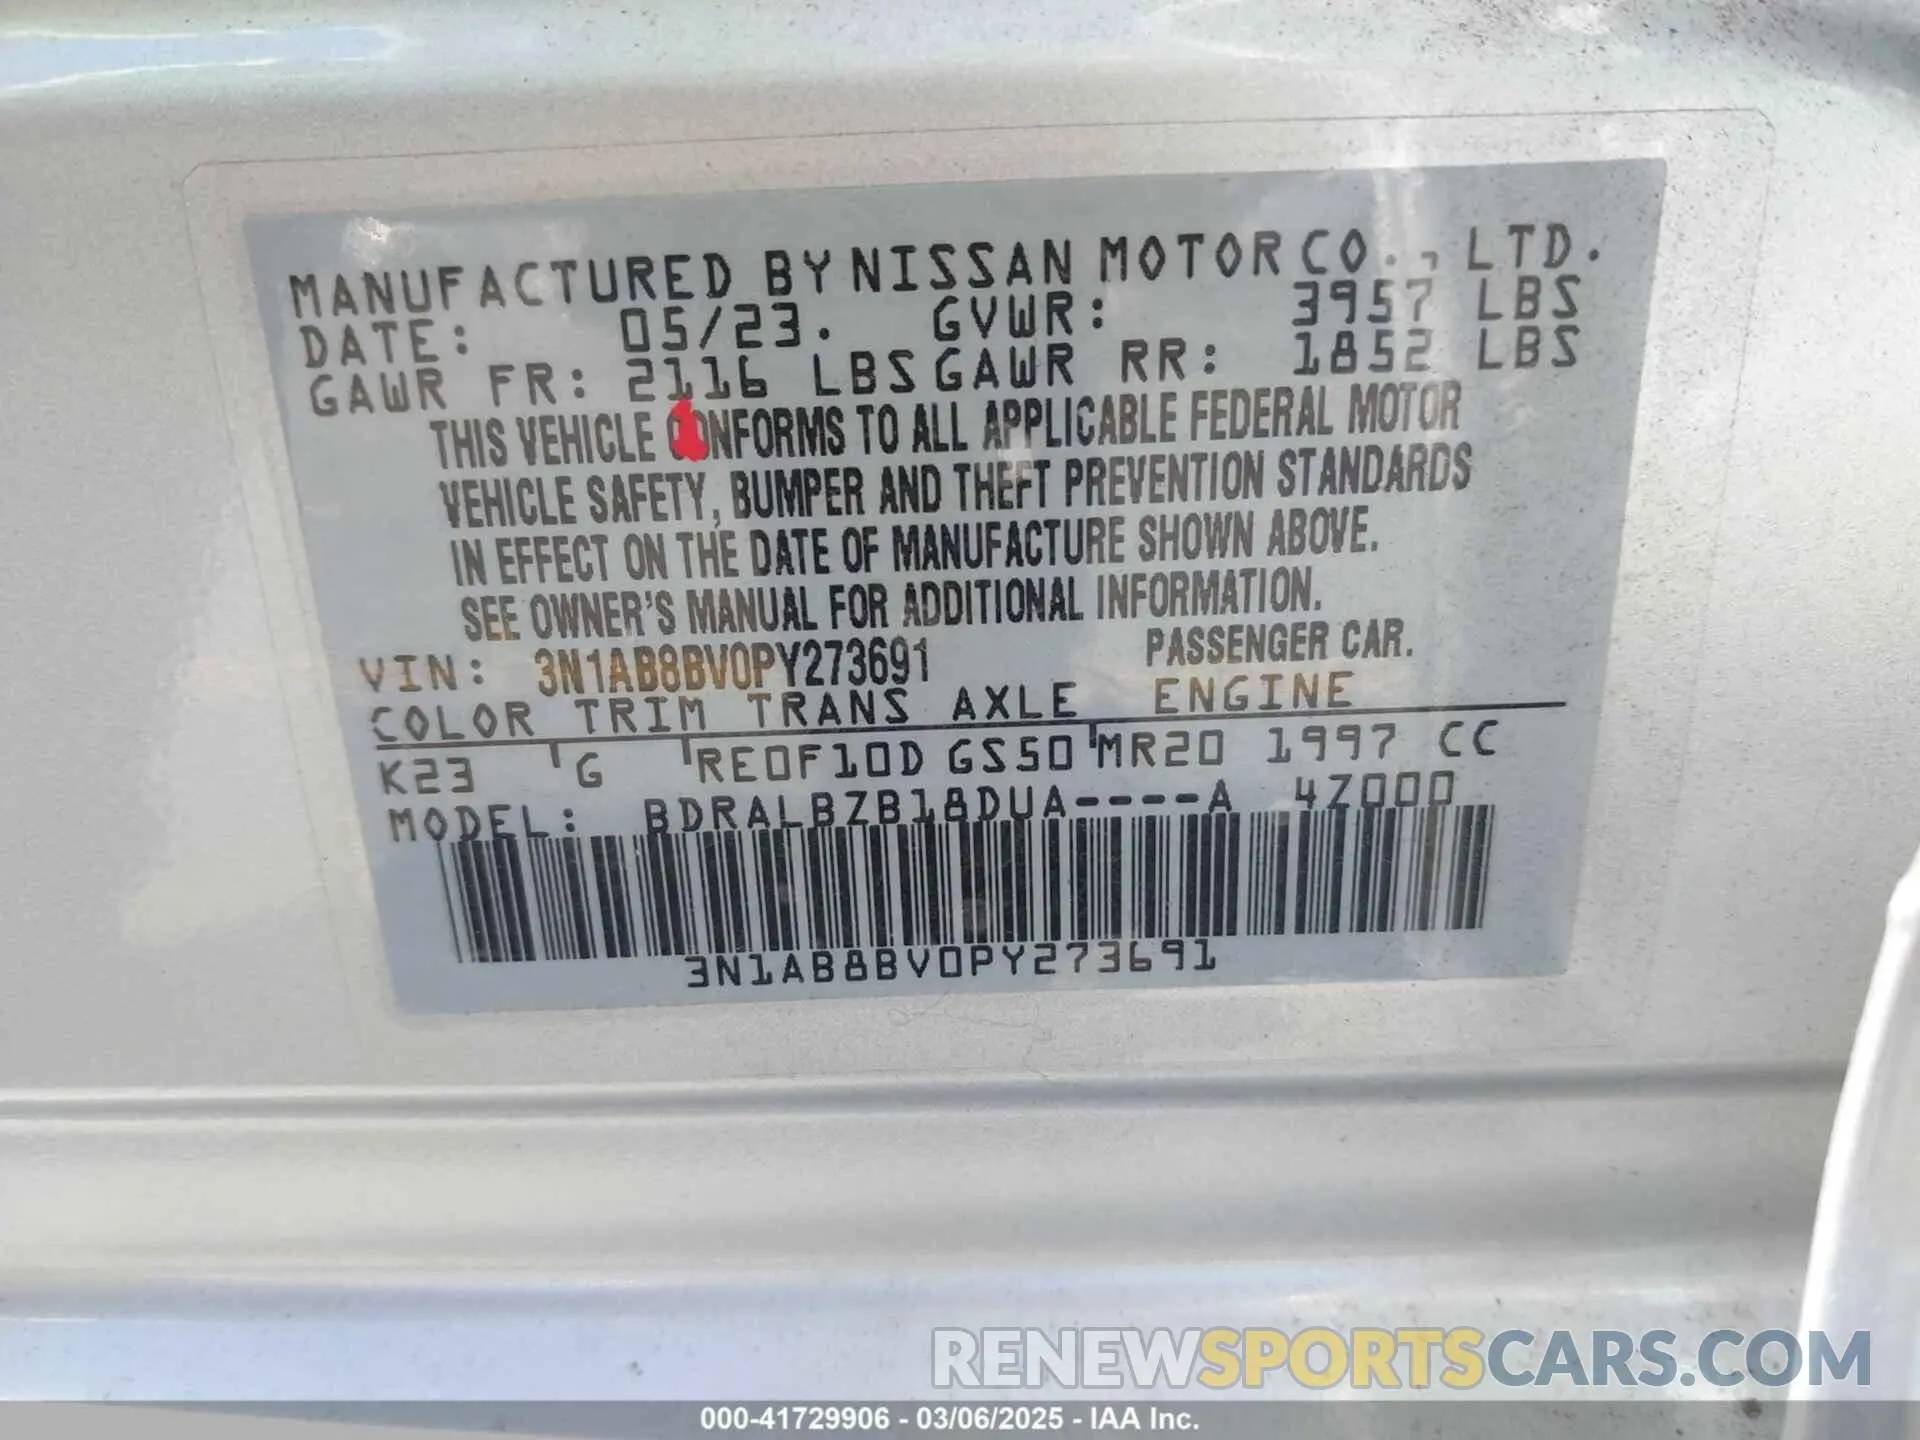 MANUFACTURED BY NISSAN MOTOR CO., LTD.
DATE: 05/23. GVWR: 3957 LBS
GAWR FR: 2116 LBS GAWR RR: 1852 LBS
THIS VEHICLE CONFORMS TO ALL APPLICABLE FEDERAL MOTOR
VEHICLE SAFETY, BUMPER AND THEFT PREVENTION STANDARDS
IN EFFECT ON THE DATE OF MANUFACTURE SHOWN ABOVE.
SEE OWNER'S MANUAL FOR ADDITIONAL INFORMATION.
VIN: 3N1AB8BV0PY273691 PASSENGER CAR.
COLOR TRIM TRANS AXLE ENGINE
K23 G RE0F10D GS50 MR20 1997 CC
MODEL: BDRALBZB18DUA----A 4Z000
3N1AB8BV0PY273691
RENEWSPORTSCARS.COM
000-41729906 - 03/06/2025 - IAA Inc.